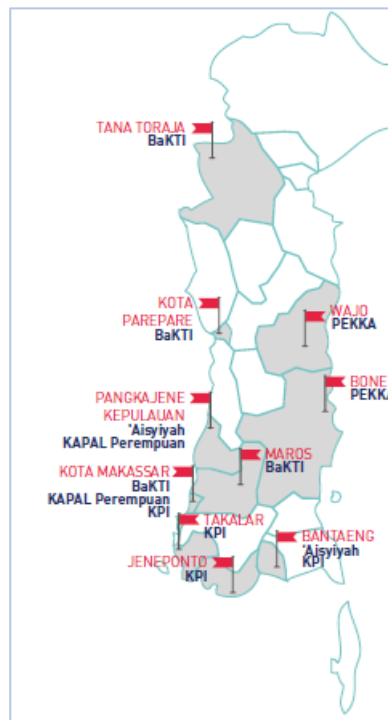 TANA TORAJA
BaKTI
KOTA
PAREPARE
BaKTI
WAJO
PEKKA
BONE
PEKKA
PANGKAJENE
KEPULAUAN
'Aisyiyah
KAPAL Perempuan
MAROS
BaKTI
KOTA MAKASSAR
BaKTI
KAPAL Perempuan
KPI
TAKALAR
KPI
BANTAENG
'Aisyiyah
KPI
JENEPONTO
KPI